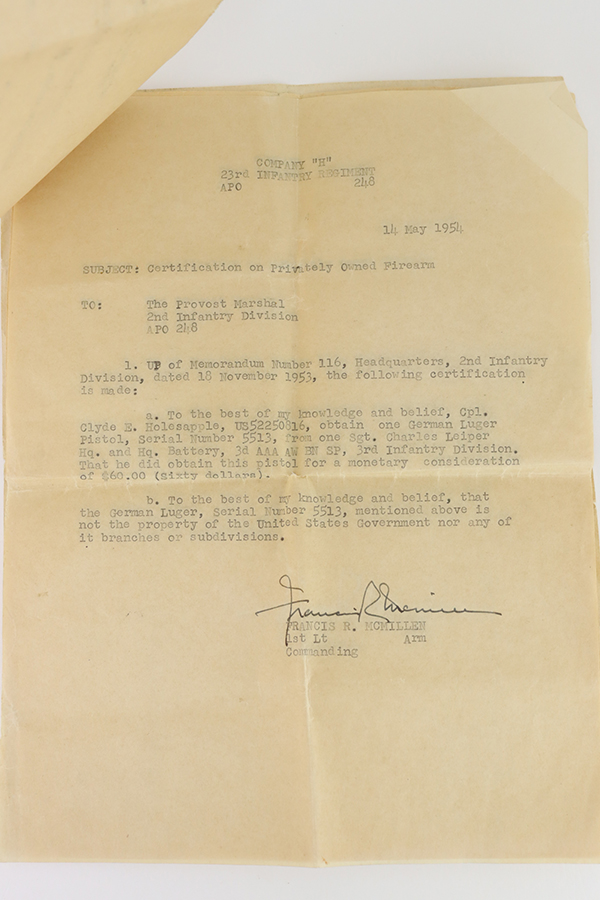 COMPANY "H"
23rd INFANTRY REGIMENT
APO 248
14 May 1954
SUBJECT: Certification on Privately Owned Firearm
TO: The Provost Marshal
2nd Infantry Division
APO 248
1. UP of Memorandum Number 116, Headquarters, 2nd Infantry
Division, dated 18 November 1953, the following certification
is made:
a. To the best of my knowledge and belief, Cpl.
Clyde E. Holesapple, US52250816, obtain one German Luger
Pistol, Serial Number 5513, from one Sgt. Charles Leiper
Hq. and Hq. Battery, 3d AAA AW BN SP, 3rd Infantry Division.
That he did obtain this pistol for a monetary consideration
of $60.00 (sixty dollars).
b. To the best of my knowledge and belief, that
the German Luger, Serial Number 5513, mentioned above is
not the property of the United States Government nor any of
it branches or subdivisions.
Francis R McMillen
FRANCIS R. MCMILLEN
1st Lt Arm
Commanding